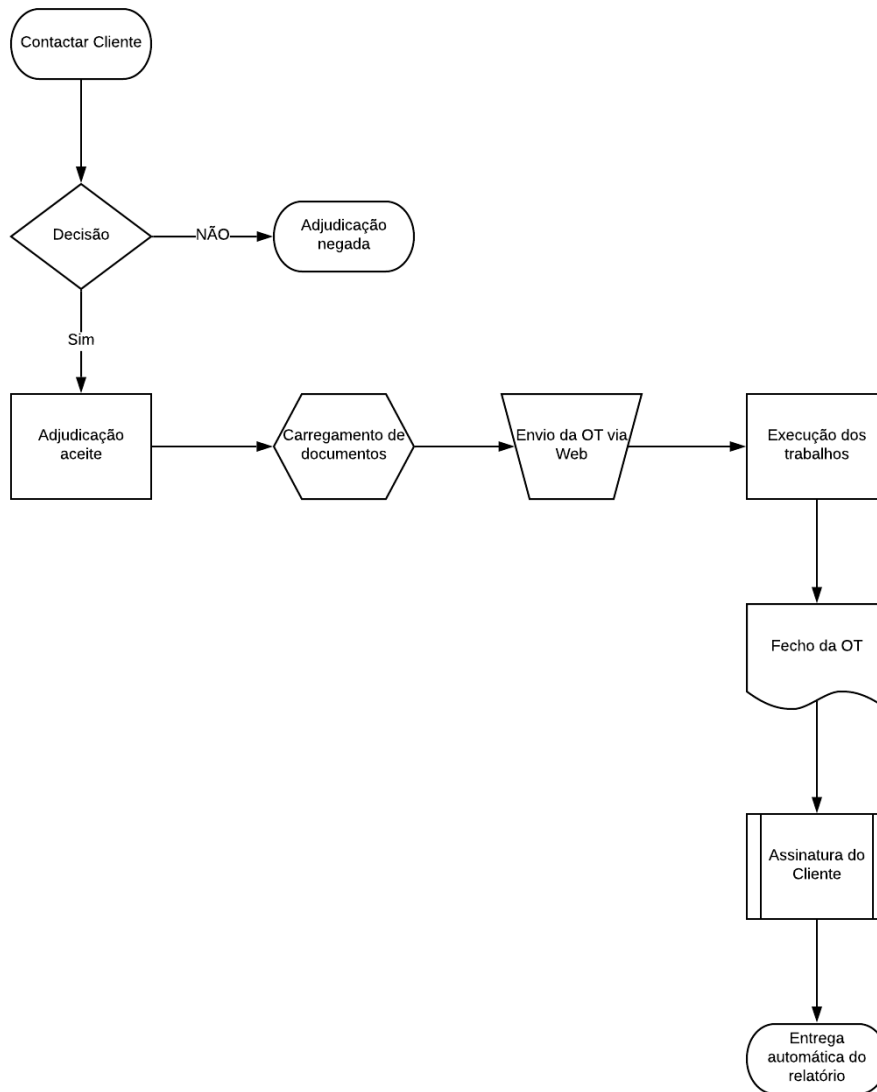 Contactar Cliente
Decisão
NÃO
Adjudicação
negada
Sim
Adjudicação
aceite
Carregamento de
documentos
Envio da OT via
Web
Execução dos
trabalhos
Fecho da OT
Assinatura do
Cliente
Entrega
automática do
relatório